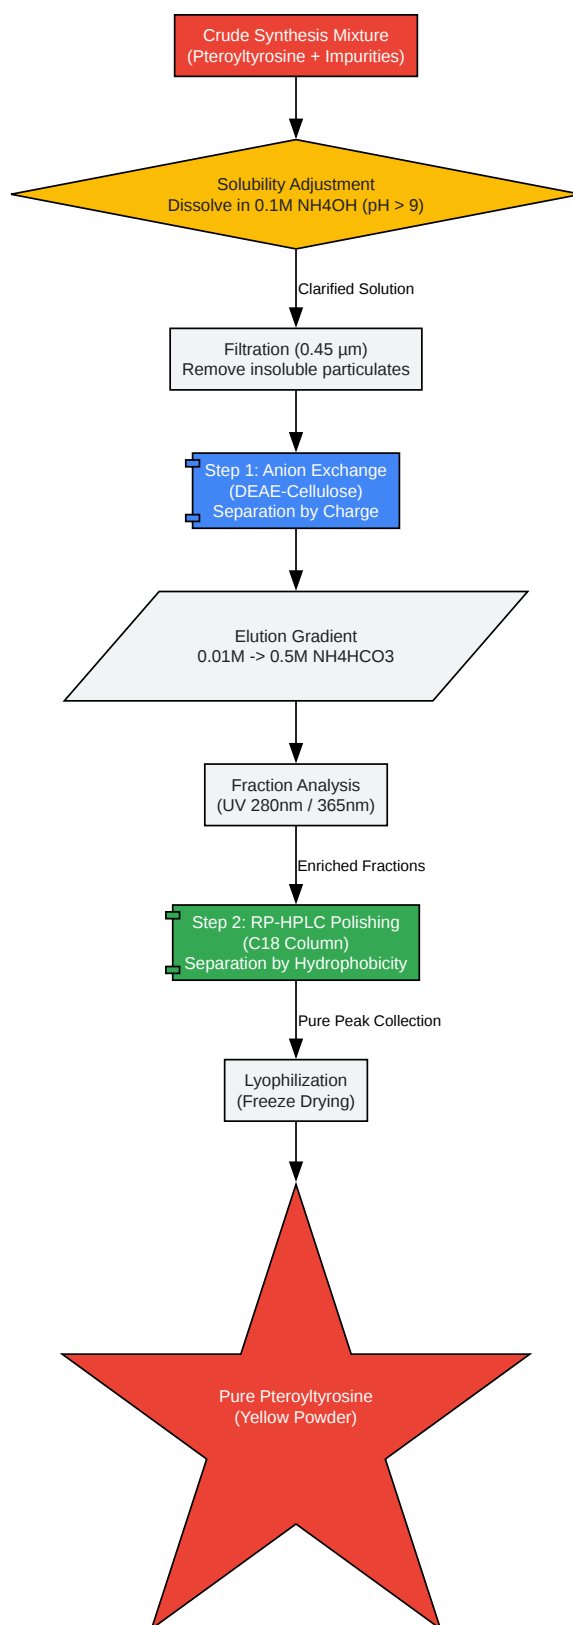 Crude Synthesis Mixture
(Pteroyltyrosine + Impurities)
Solubility Adjustment
Dissolve in 0.1M NH4OH (pH > 9)
Clarified Solution
Filtration (0.45 µm)
Remove insoluble particulates
Step 1: Anion Exchange
(DEAE-Cellulose)
Separation by Charge
Elution Gradient
0.01M -> 0.5M NH4HCO3
Fraction Analysis
(UV 280nm / 365nm)
Enriched Fractions
Step 2: RP-HPLC Polishing
(C18 Column)
Separation by Hydrophobicity
Pure Peak Collection
Lyophilization
(Freeze Drying)
Pure Pteroyltyrosine
(Yellow Powder)